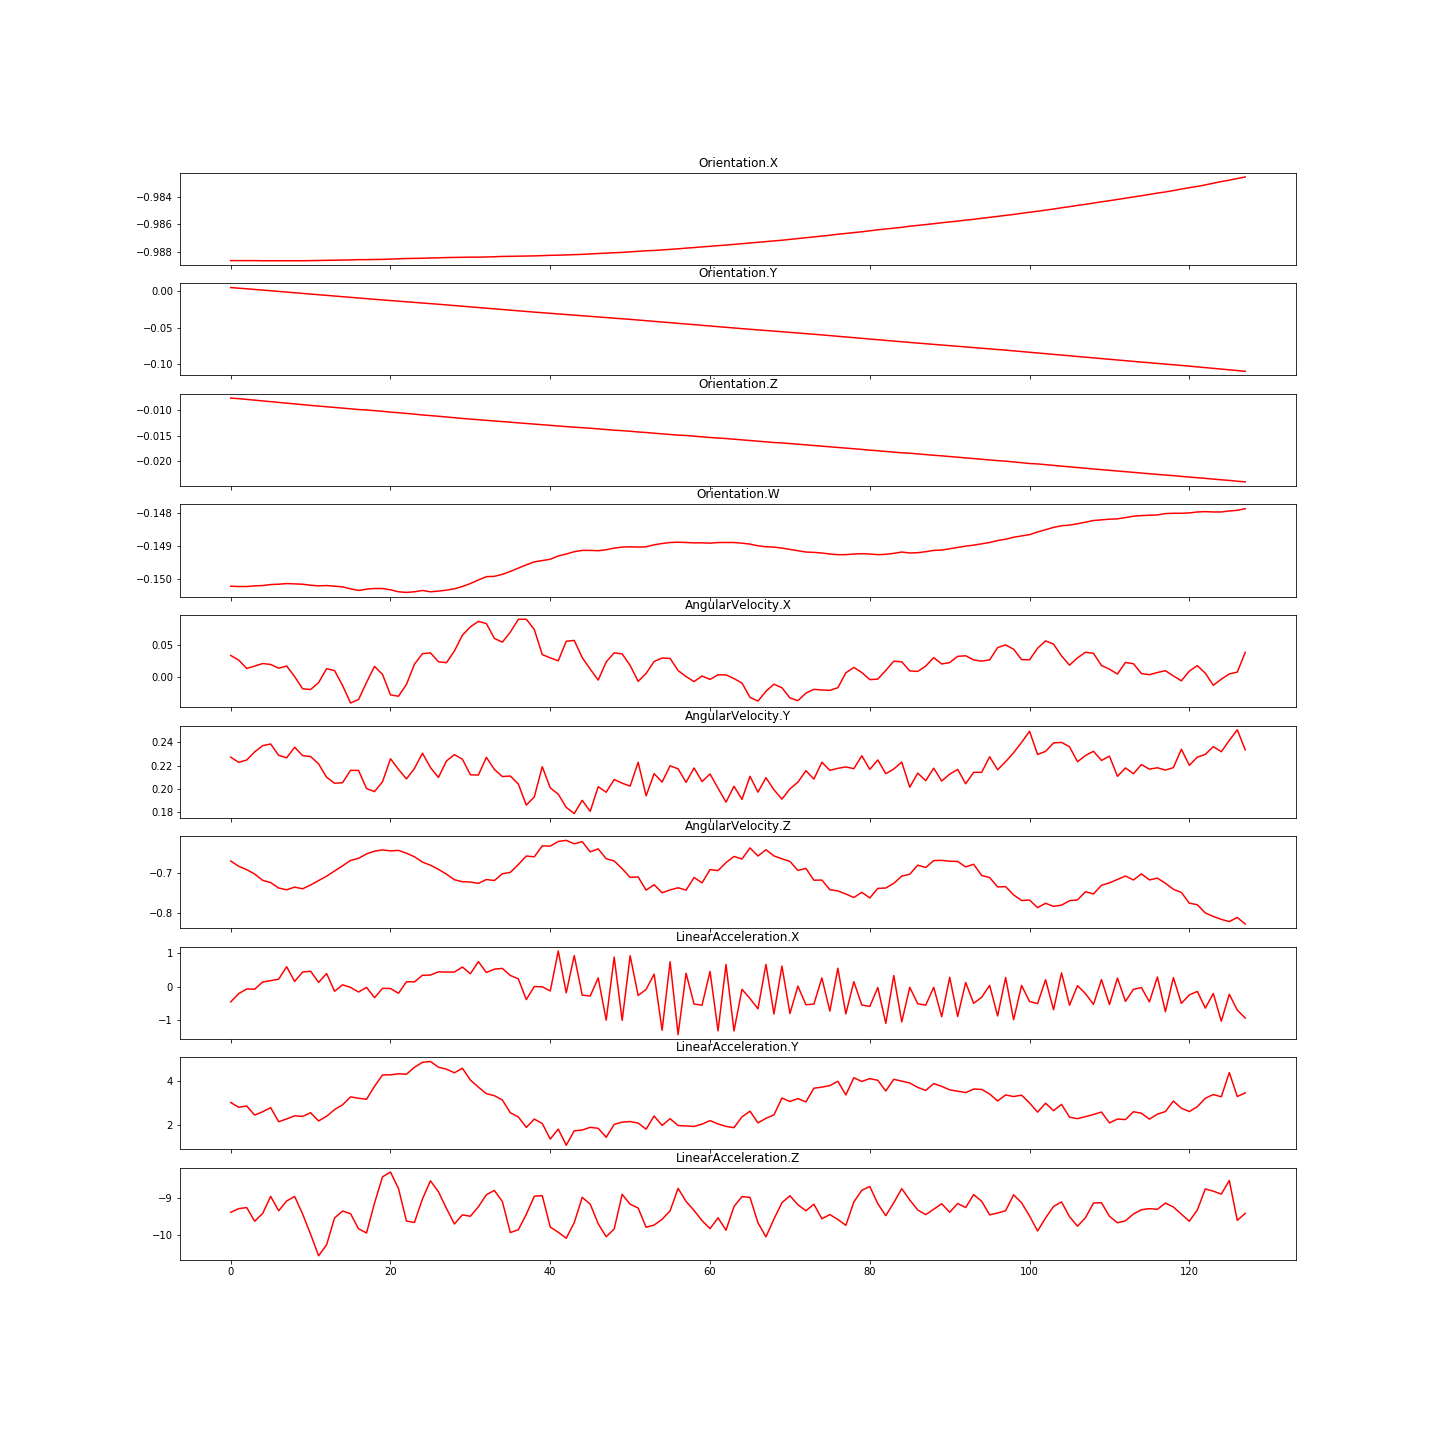 Orientation.X
−0.984
−0.986
−0.988
Orientation.Y
0.00
−0.05
−0.10
Orientation.Z
−0.010
−0.015
−0.020
Orientation.W
−0.148
−0.149
−0.150
AngularVelocity.X
0.05
0.00
AngularVelocity.Y
0.24
0.22
0.20
0.18
AngularVelocity.Z
−0.7
−0.8
LinearAcceleration.X
1
0
−1
LinearAcceleration.Y
4
2
LinearAcceleration.Z
−9
−10
0 20 40 60 80 100 120